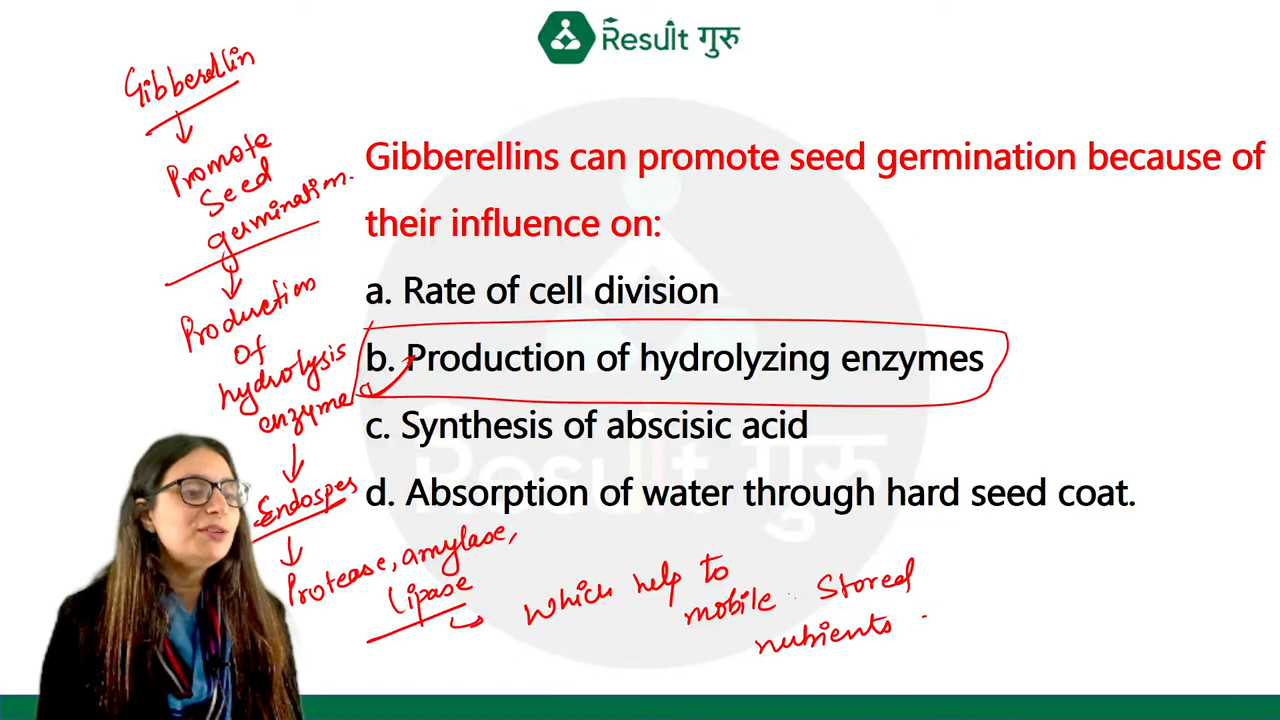 Result गुरु
Gibberellin
Promote
Seed
germination.
Production
of
hydrolysis
enzyme
Endospes
Protease, amylase,
lipase
which help to
mobile. Stored
nutrients.
Gibberellins can promote seed germination because of
their influence on:
a. Rate of cell division
b. Production of hydrolyzing enzymes
c. Synthesis of abscisic acid
d. Absorption of water through hard seed coat.
Result गुरु